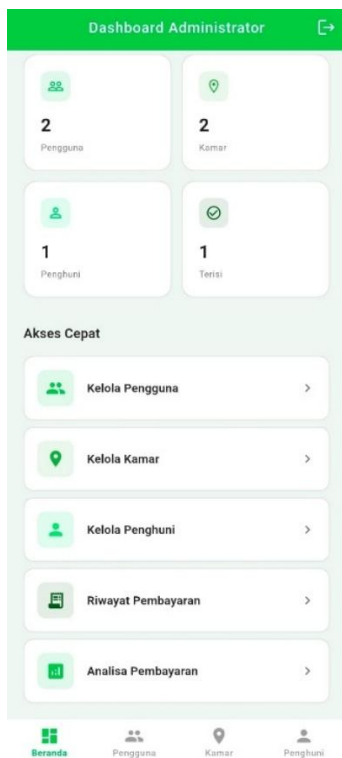 Dashboard Administrator
2
Pengguna
2
Kamar
1
Penghuni
1
Terisi
Akses Cepat
Kelola Pengguna
Kelola Kamar
Kelola Penghuni
Riwayat Pembayaran
Analisa Pembayaran
Beranda
Pengguna
Kamar
Penghuni